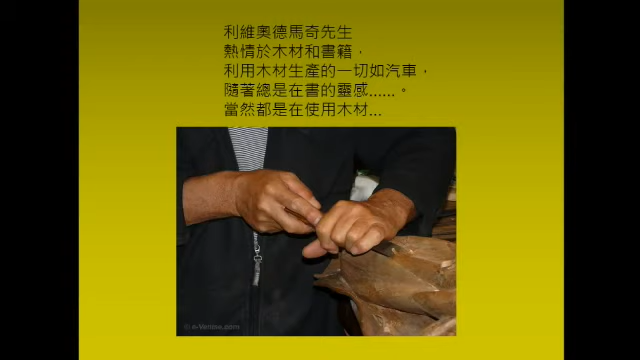 利維奧德馬奇先生
熱情於木材和書籍，
利用木材生產的一切如汽車，
隨著總是在書的靈感......。
當然都是在使用木材...
© e-Venise.com